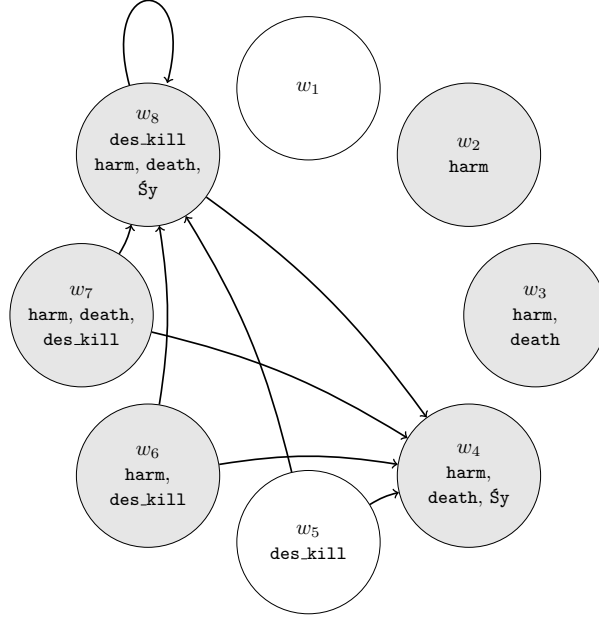 w₁
w₈
des_kill
harm, death,
Śy
w₂
harm
w₇
harm, death,
des_kill
w₃
harm,
death
w₆
harm,
des_kill
w₄
harm,
death, Śy
w₅
des_kill